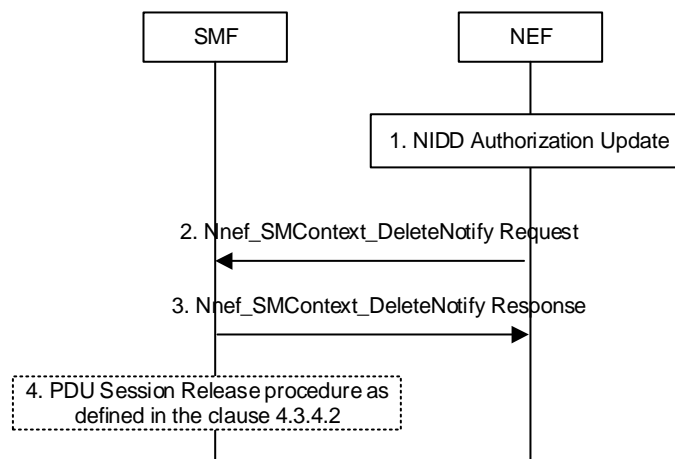 SMF
NEF
1. NIDD Authorization Update
2. Nnef_SMContext_DeleteNotify Request
3. Nnef_SMContext_DeleteNotify Response
4. PDU Session Release procedure as
defined in the clause 4.3.4.2